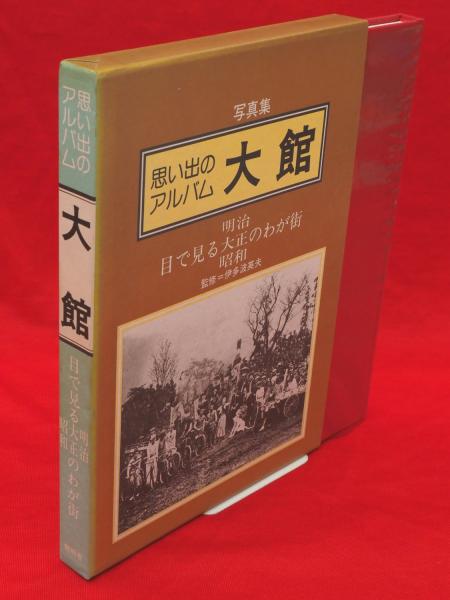 写真集
思い出の
アルバム
大館
明治
目で見る大正のわが街
昭和
監修=伊多波英夫
思い出の
アルバム
大館
明治
目で見る大正のわが街
昭和